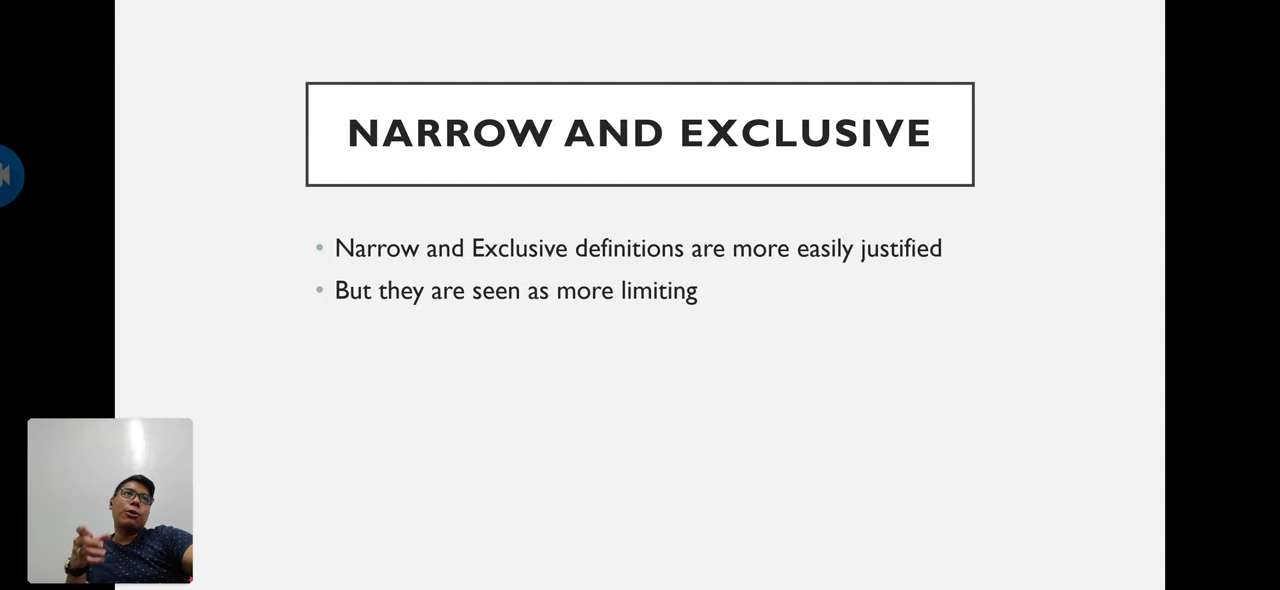 NARROW AND EXCLUSIVE
• Narrow and Exclusive definitions are more easily justified
• But they are seen as more limiting